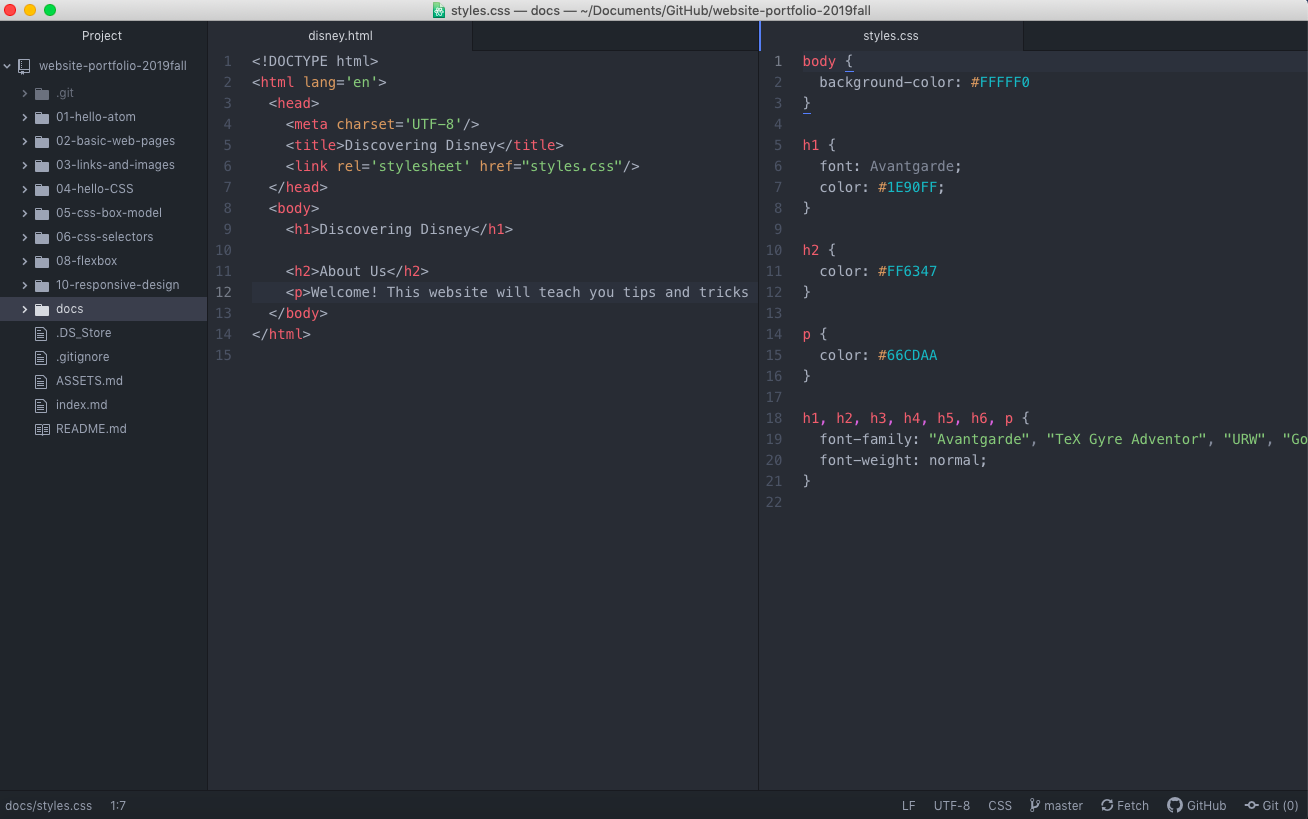 styles.css — docs — ~/Documents/GitHub/website-portfolio-2019fall
Project
website-portfolio-2019fall
.git
01-hello-atom
02-basic-web-pages
03-links-and-images
04-hello-CSS
05-css-box-model
06-css-selectors
08-flexbox
10-responsive-design
docs
.DS_Store
.gitignore
ASSETS.md
index.md
README.md
disney.html
1 <!DOCTYPE html>
2 <html lang='en'>
3   <head>
4     <meta charset='UTF-8'/>
5     <title>Discovering Disney</title>
6     <link rel='stylesheet' href="styles.css"/>
7   </head>
8   <body>
9     <h1>Discovering Disney</h1>
10
11     <h2>About Us</h2>
12     <p>Welcome! This website will teach you tips and tricks
13   </body>
14 </html>
15
styles.css
1 body {
2   background-color: #FFFFF0
3 }
4
5 h1 {
6   font: Avantgarde;
7   color: #1E90FF;
8 }
9
10 h2 {
11   color: #FF6347
12 }
13
14 p {
15   color: #66CDAA
16 }
17
18 h1, h2, h3, h4, h5, h6, p {
19   font-family: "Avantgarde", "TeX Gyre Adventor", "URW", "Go
20   font-weight: normal;
21 }
22
docs/styles.css 1:7 LF UTF-8 CSS master Fetch GitHub Git (0)